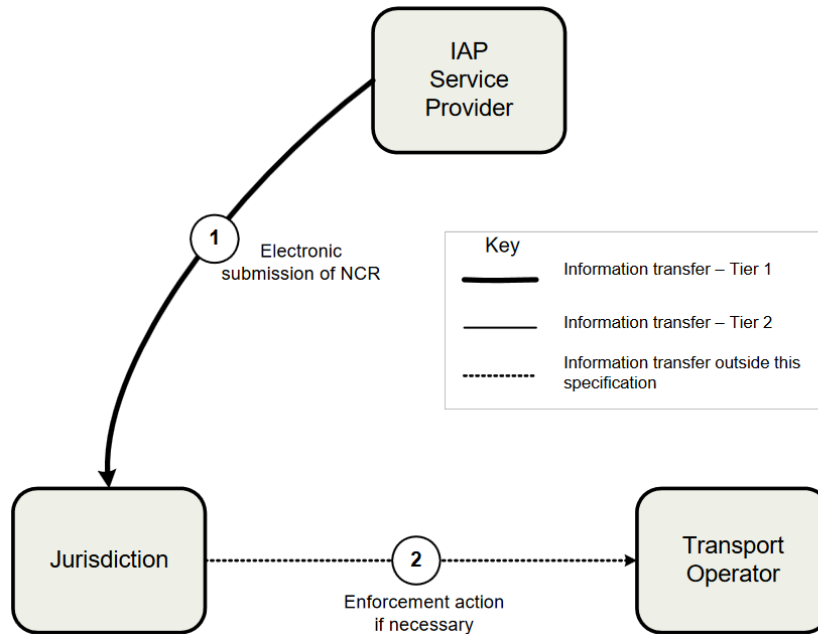 IAP
Service
Provider
1
Electronic
submission of NCR
Key
Information transfer – Tier 1
Information transfer – Tier 2
Information transfer outside this
specification
Jurisdiction
2
Enforcement action
if necessary
Transport
Operator